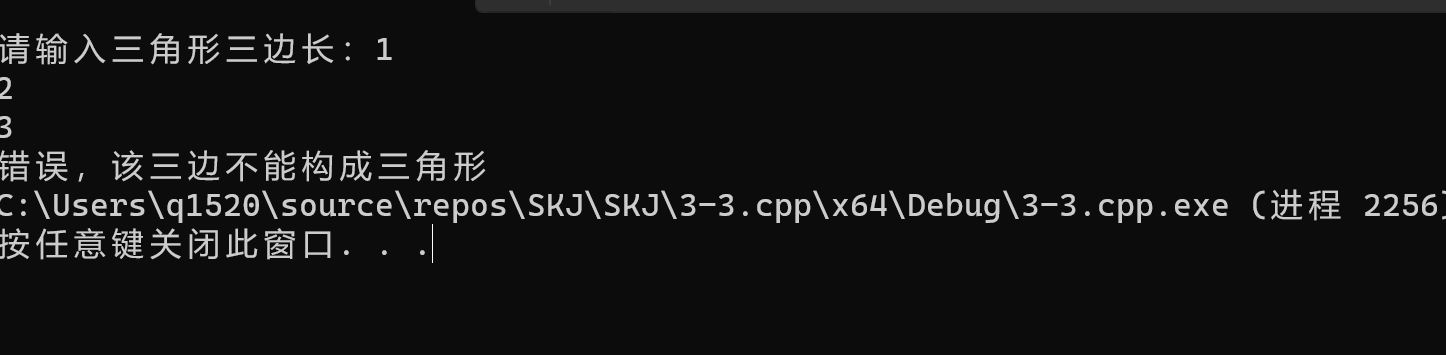 请输入三角形三边长：1
2
3
错误，该三边不能构成三角形
C:\Users\q1520\source\repos\SKJ\SKJ\3-3.cpp\x64\Debug\3-3.cpp.exe (进程 2256)
按任意键关闭此窗口. . .